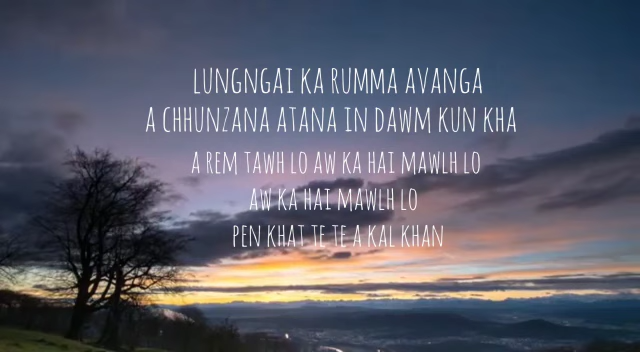 LUNGNGAI KA RUMMA AVANGA
A CHHUNZANA ATANA IN DAWM KUN KHA
A REM TAWH LO AW KA HAI MAWLH LO
AW KA HAI MAWLH LO
PEN KHAT TE TE A KAL KHAN